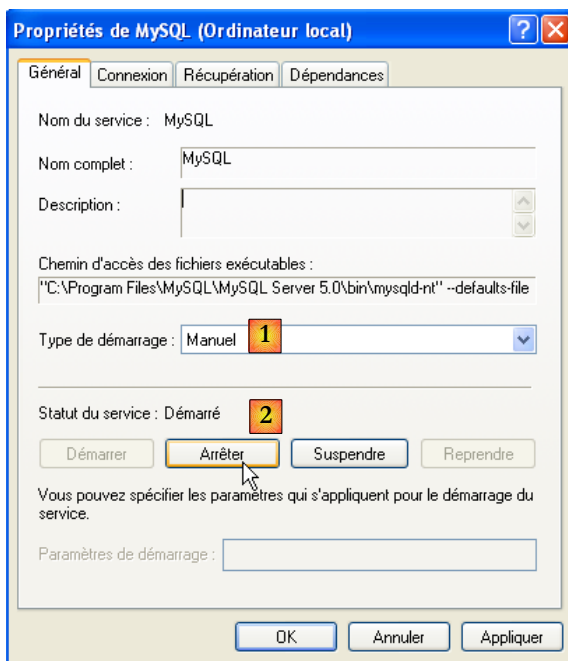 Propriétés de MySQL (Ordinateur local)
Général Connexion Récupération Dépendances
Nom du service : MySQL
Nom complet : MySQL
Description :
Chemin d'accès des fichiers exécutables :
"C:\Program Files\MySQL\MySQL Server 5.0\bin\mysqld-nt" --defaults-file
Type de démarrage : Manuel 1
Statut du service : Démarré 2
Démarrer Arrêter Suspendre Reprendre
Vous pouvez spécifier les paramètres qui s'appliquent pour le démarrage du
service.
Paramètres de démarrage :
OK Annuler Appliquer